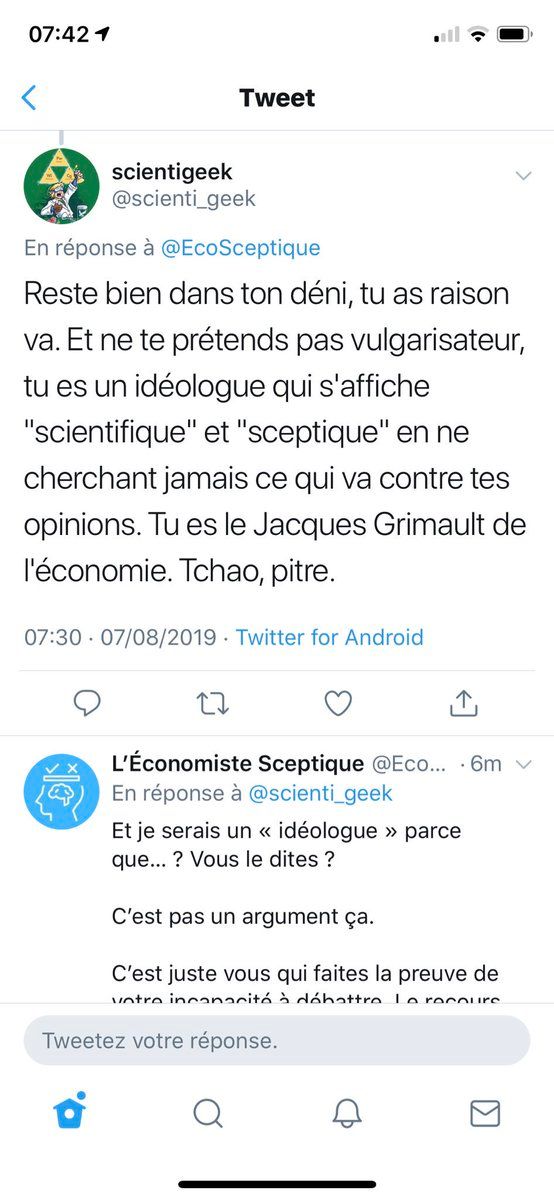 07:42
Tweet
scientigeek
@scienti_geek
En réponse à @EcoSceptique
Reste bien dans ton déni, tu as raison
va. Et ne te prétends pas vulgarisateur,
tu es un idéologue qui s'affiche
"scientifique" et "sceptique" en ne
cherchant jamais ce qui va contre tes
opinions. Tu es le Jacques Grimault de
l'économie. Tchao, pitre.
07:30 · 07/08/2019 · Twitter for Android
L'Économiste Sceptique @Eco... · 6m
En réponse à @scienti_geek
Et je serais un « idéologue » parce
que... ? Vous le dites ?
C'est pas un argument ça.
C'est juste vous qui faites la preuve de
votre incapacité à débattre. Le recours
Tweetez votre réponse.